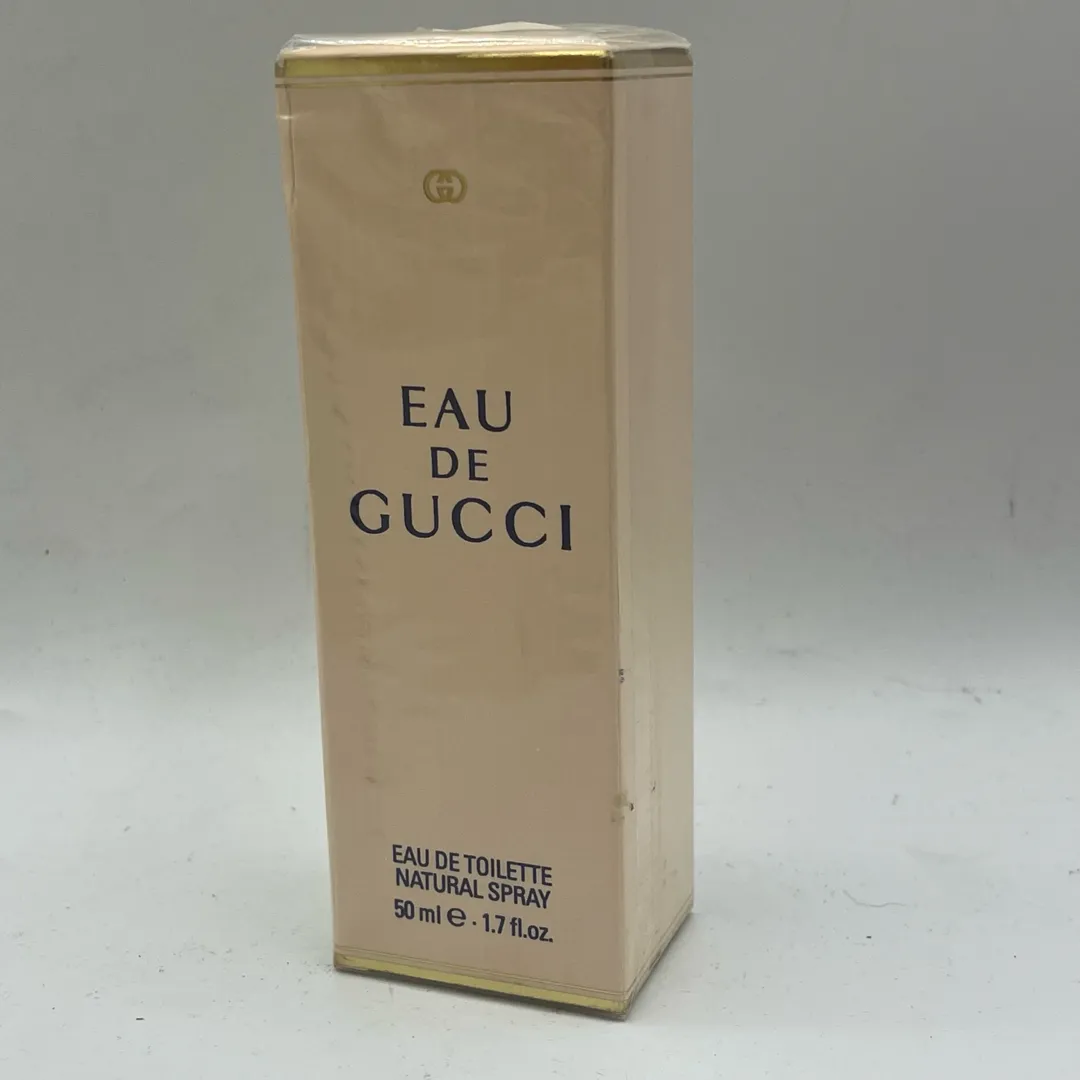 EAU
DE
GUCCI
EAU DE TOILETTE
NATURAL SPRAY
50 ml ℮ · 1.7 fl.oz.